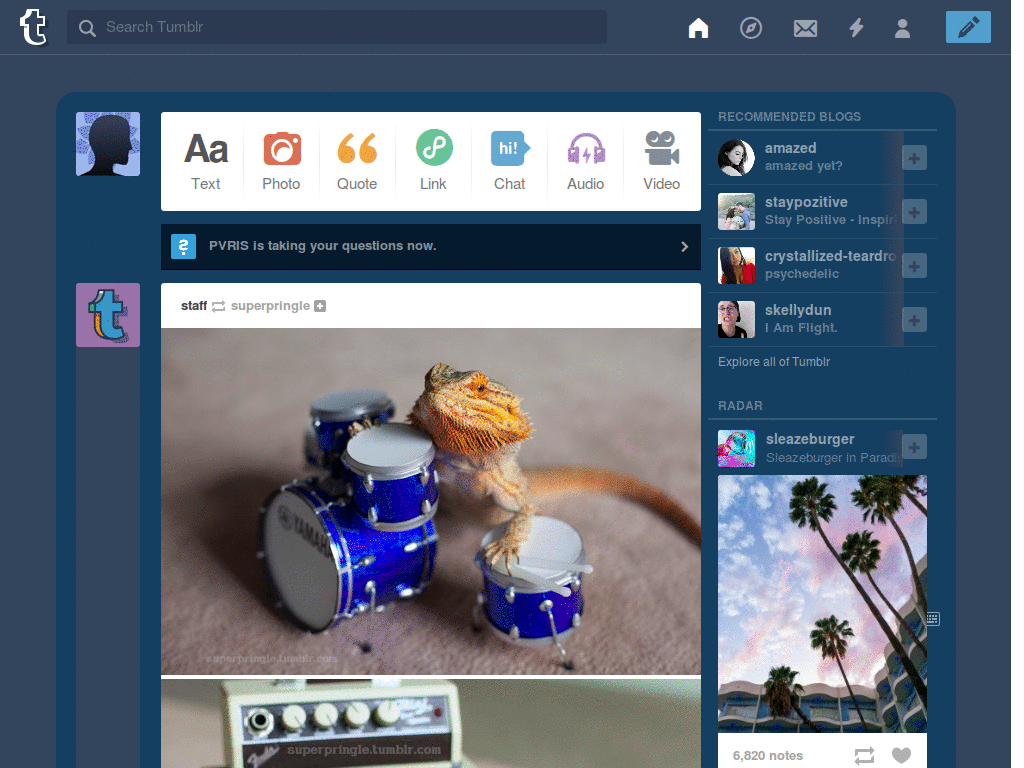 t
Search Tumblr
Aa
hi!
Text
Photo
Quote
Link
Chat
Audio
Video
PVRIS is taking your questions now.
t
staff superpringle
YAMAHA
superpringle.tumblr.com
Fender
superpringle.tumblr.com
RECOMMENDED BLOGS
amazed
amazed yet?
staypozitive
Stay Positive - Inspir
crystallized-teardro
psychedelic
skellydun
I Am Flight.
Explore all of Tumblr
RADAR
sleazeburger
Sleazeburger in Parad
6,820 notes